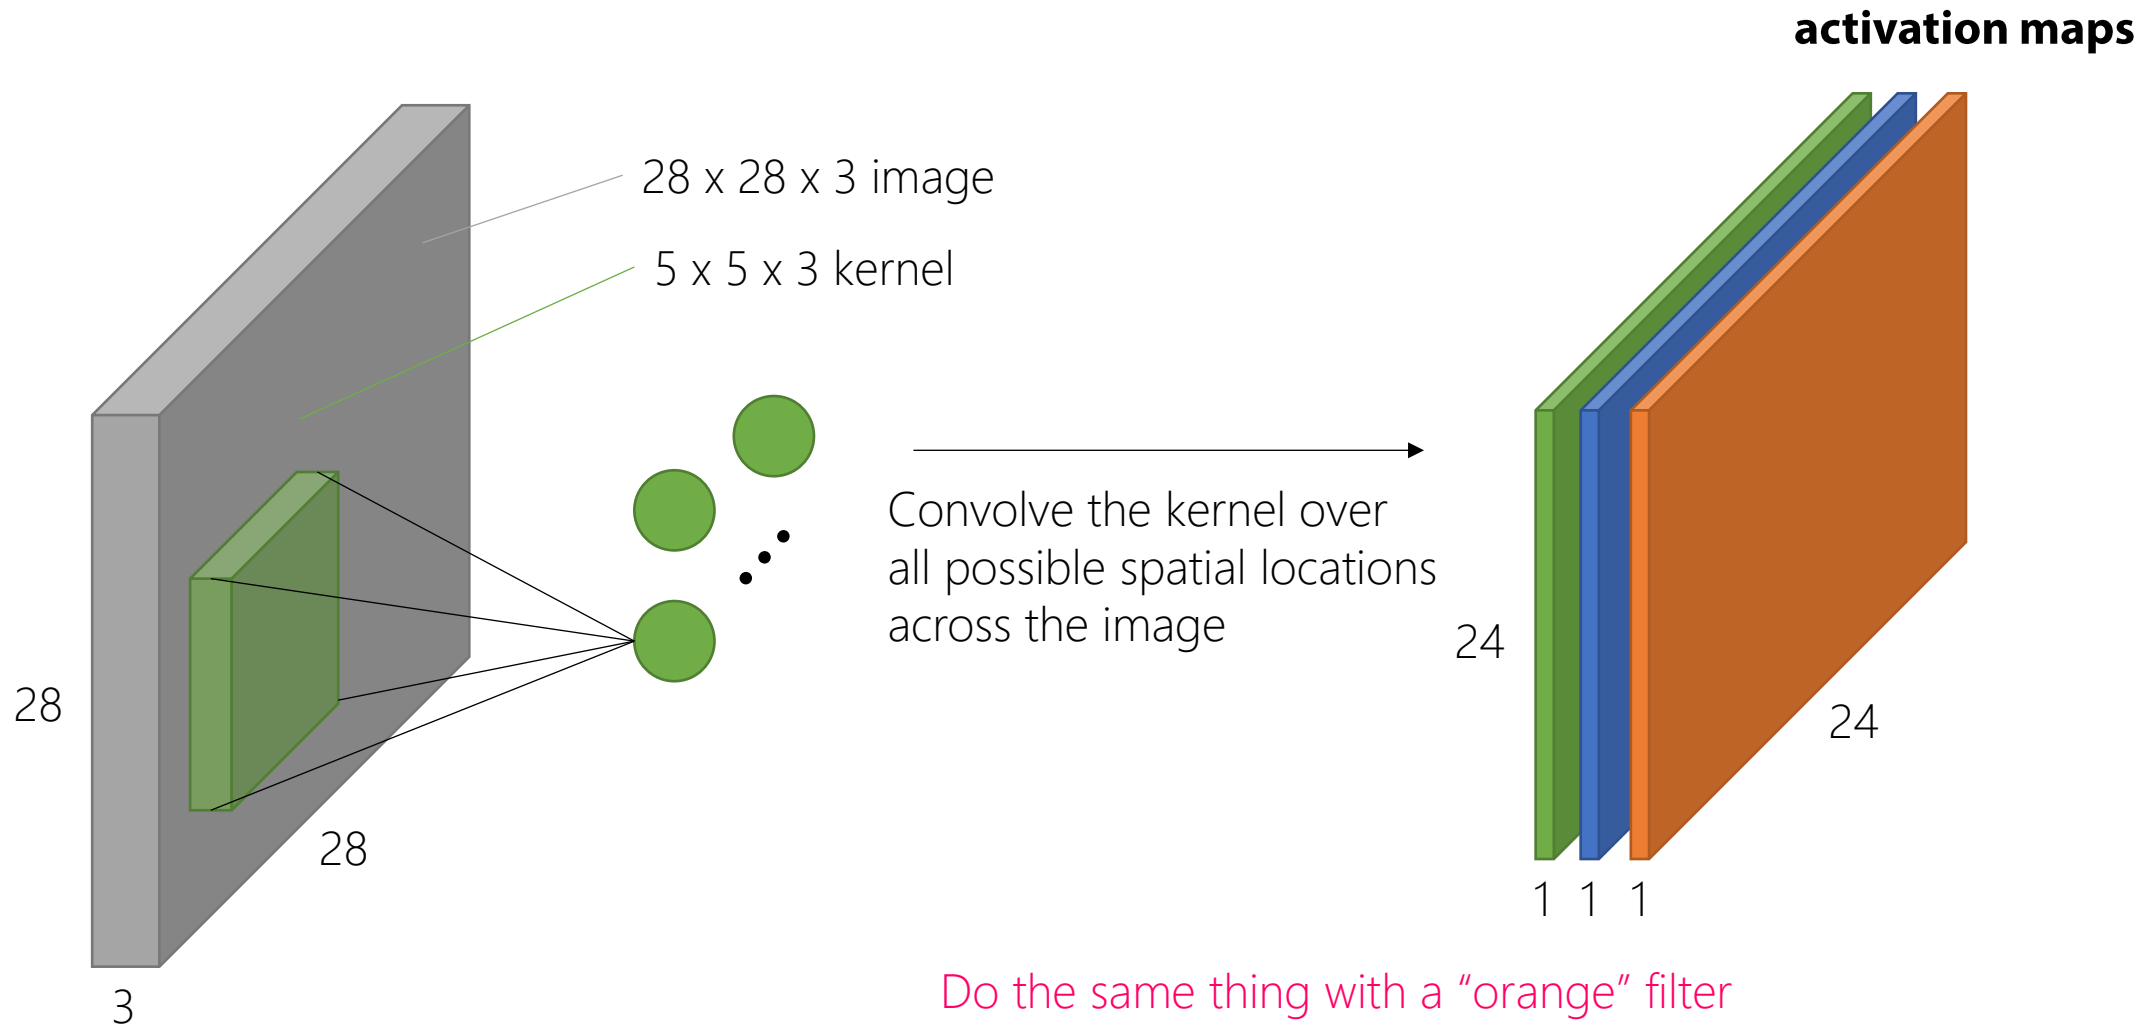 activation maps
28 x 28 x 3 image
5 x 5 x 3 kernel
Convolve the kernel over
all possible spatial locations
across the image
28
28
3
24
24
1 1 1
Do the same thing with a “orange” filter